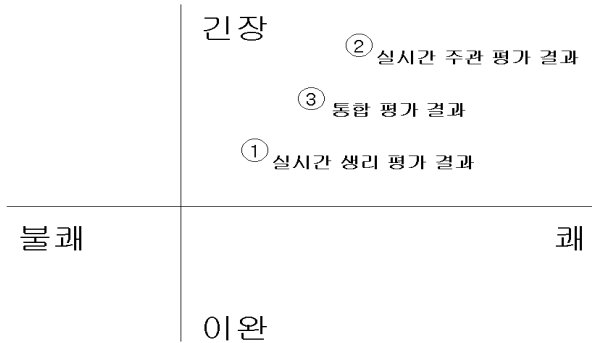 긴장
② 실시간 주관 평가 결과
③ 통합 평가 결과
① 실시간 생리 평가 결과
불쾌
쾌
이완